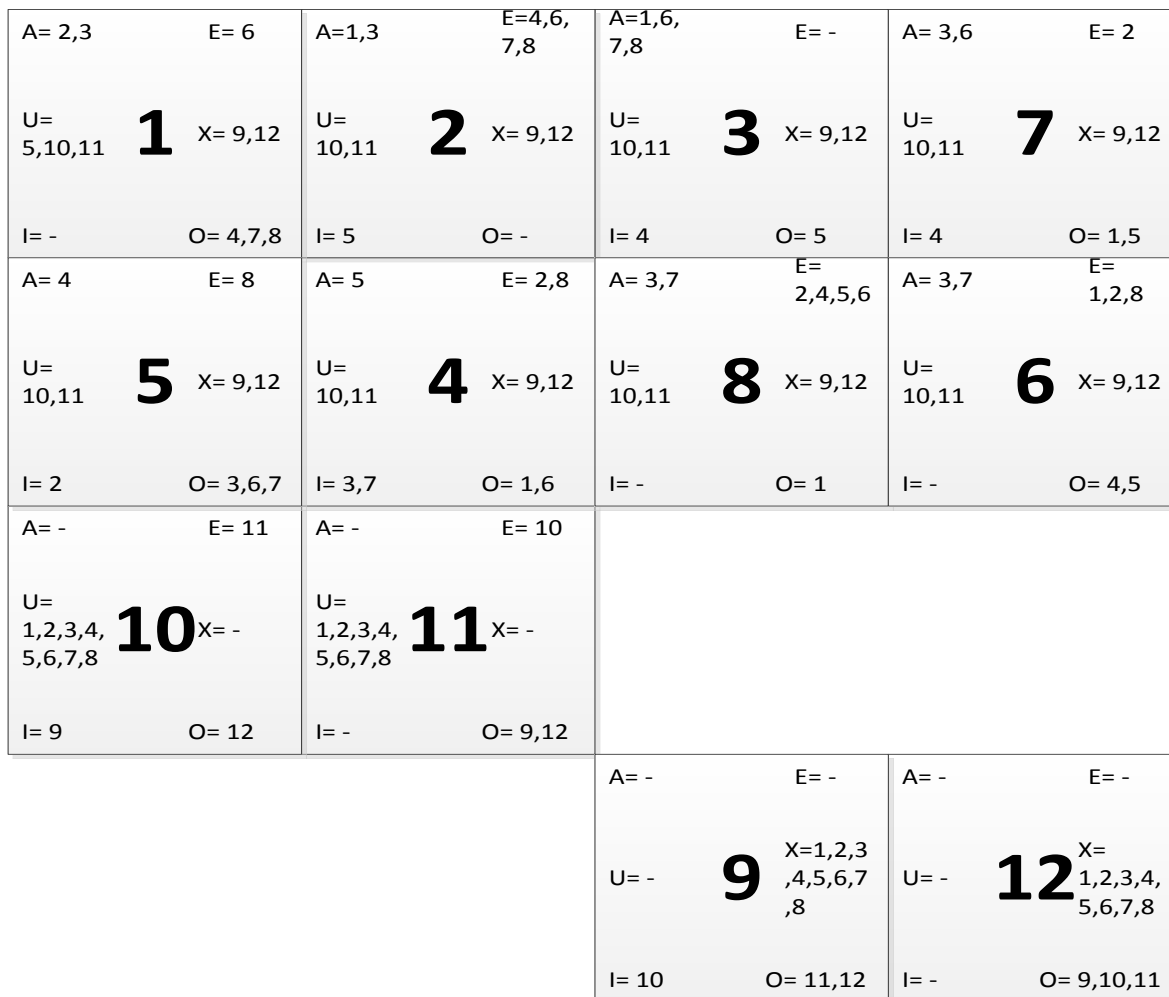 A= 2,3
E= 6
U=
5,10,11
1
X= 9,12
I= -
O= 4,7,8
A=1,3
E=4,6,
7,8
U=
10,11
2
X= 9,12
I= 5
O= -
A=1,6,
7,8
E= -
U=
10,11
3
X= 9,12
I= 4
O= 5
A= 3,6
E= 2
U=
10,11
7
X= 9,12
I= 4
O= 1,5
A= 4
E= 8
U=
10,11
5
X= 9,12
I= 2
O= 3,6,7
A= 5
E= 2,8
U=
10,11
4
X= 9,12
I= 3,7
O= 1,6
A= 3,7
E=
2,4,5,6
U=
10,11
8
X= 9,12
I= -
O= 1
A= 3,7
E=
1,2,8
U=
10,11
6
X= 9,12
I= -
O= 4,5
A= -
E= 11
U=
1,2,3,4,
5,6,7,8
10
X= -
I= 9
O= 12
A= -
E= 10
U=
1,2,3,4,
5,6,7,8
11
X= -
I= -
O= 9,12
A= -
E= -
U= -
9
X=1,2,3
,4,5,6,7
,8
I= 10
O= 11,12
A= -
E= -
U= -
12
X=
1,2,3,4,
5,6,7,8
I= -
O= 9,10,11